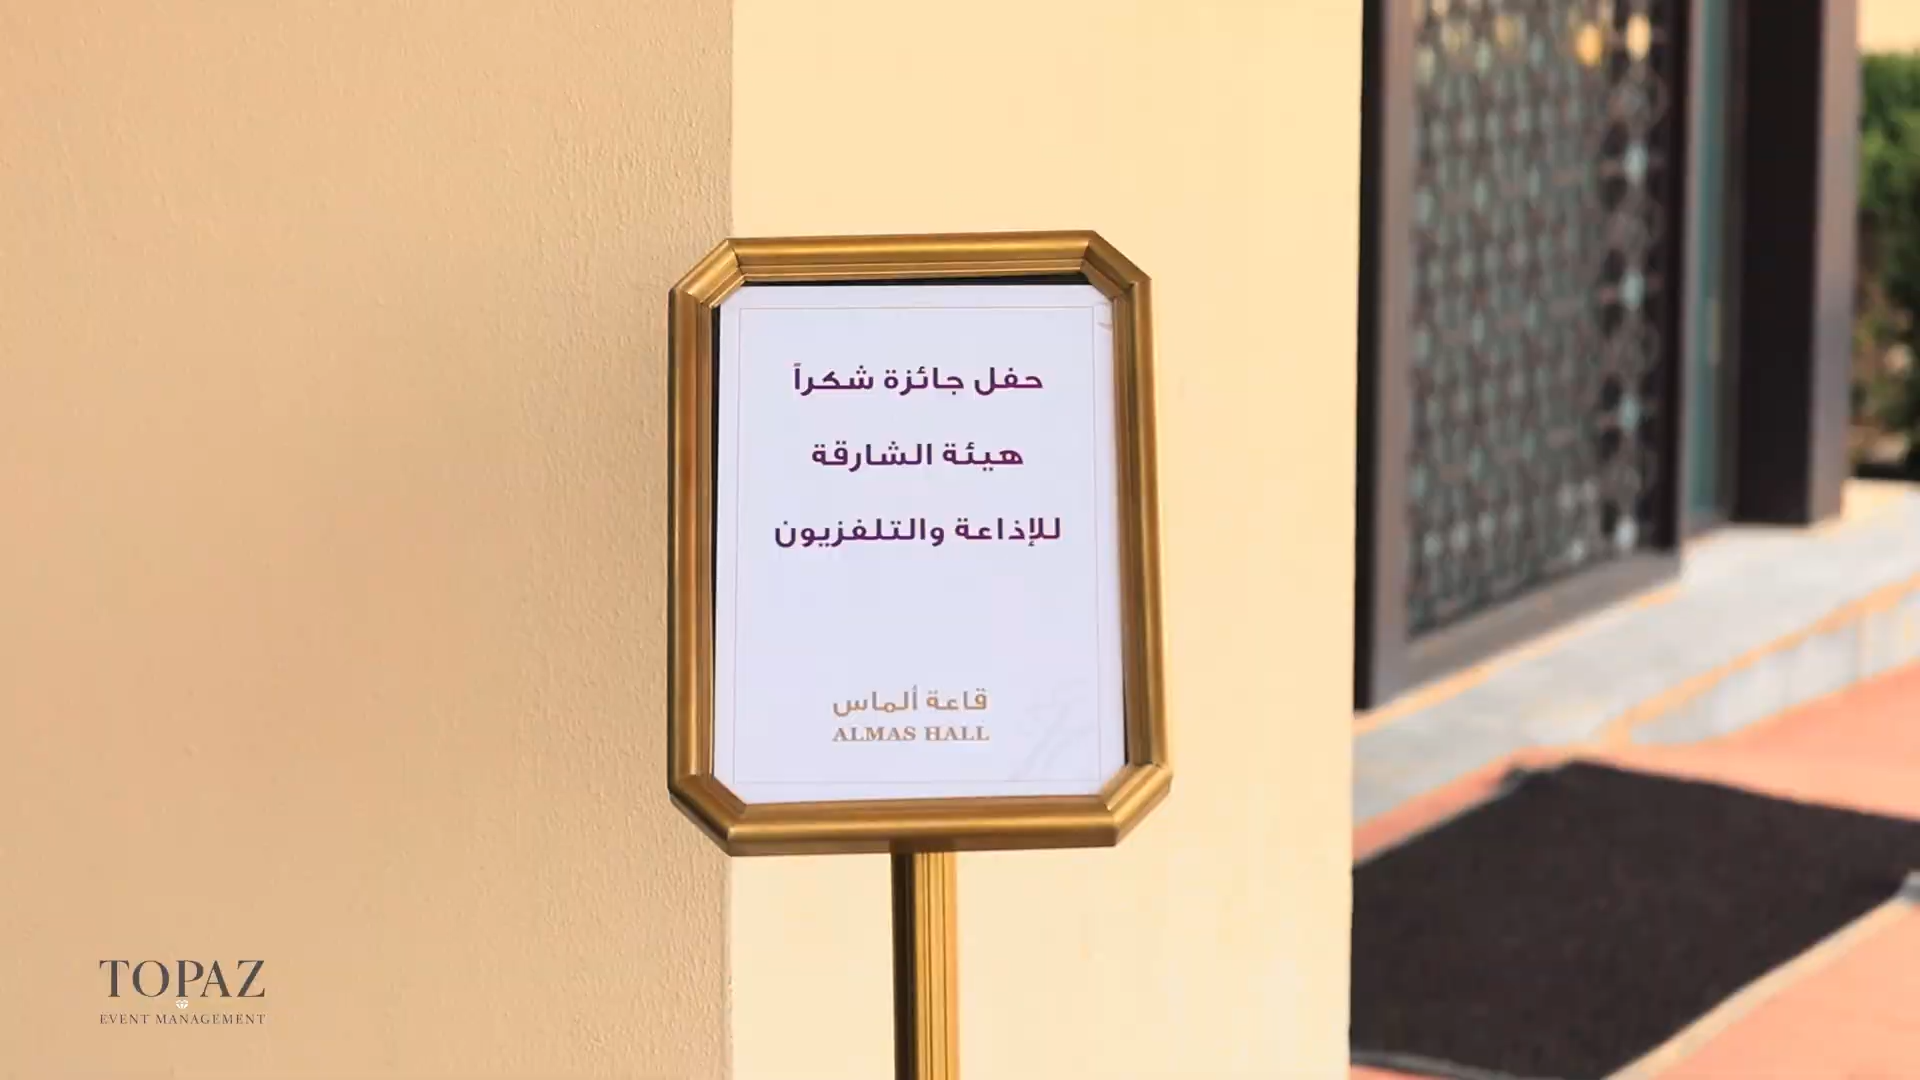 حفل جائزة شكراً
هيئة الشارقة
للإذاعة والتلفزيون
قاعة ألماس
ALMAS HALL
TOPAZ
EVENT MANAGEMENT